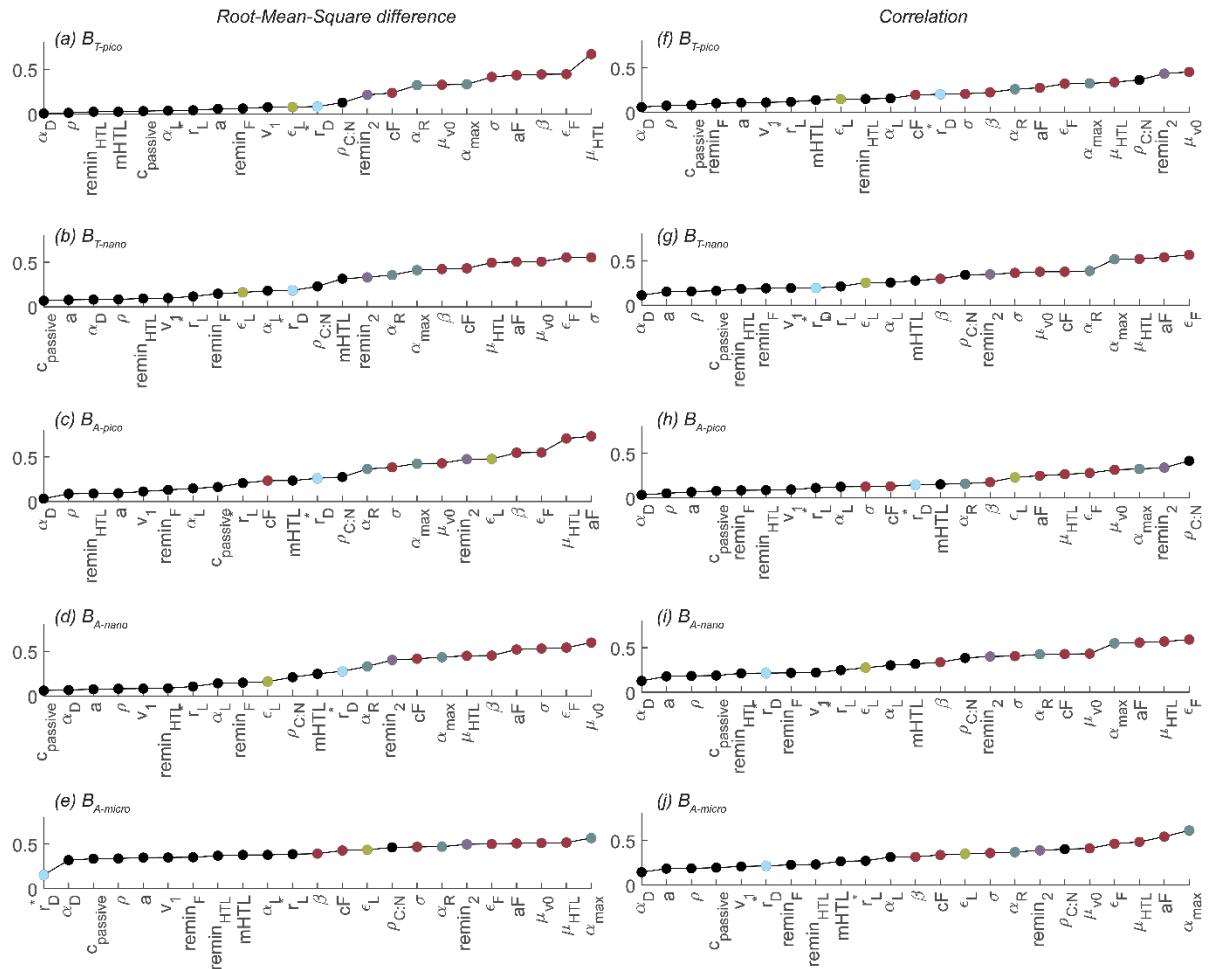 Root-Mean-Square difference
(a) B_T-pico
0.5
0
α_D ρ remin_HTL mHTL c_passive α_L r_L a remin_F v_1 ϵ_L r*_D ρ_C:N remin_2 cF α_R μ_v0 α_max σ aF β ϵ_F μ_HTL
(b) B_T-nano
0.5
0
c_passive a α_D ρ remin_HTL v_1 r_L remin_F ϵ_L α_L r*_D ρ_C:N mHTL remin_2 α_R α_max β cF μ_HTL aF μ_v0 ϵ_F σ
(c) B_A-pico
0.5
0
α_D ρ remin_HTL a v_1 remin_F α_L c_passive r_L cF mHTL r*_D ρ_C:N α_R σ α_max μ_v0 remin_2 ϵ_L β ϵ_F μ_HTL aF
(d) B_A-nano
0.5
0
c_passive α_D a ρ v_1 remin_HTL r_L α_L remin_F ϵ_L ρ_C:N mHTL r*_D α_R remin_2 cF α_max μ_HTL β aF σ ϵ_F μ_v0
(e) B_A-micro
0.5
0
r*_D α_D c_passive ρ a v_1 remin_F remin_HTL mHTL α_L r_L β cF ϵ_L ρ_C:N σ α_R remin_2 ϵ_F aF μ_v0 μ_HTL α_max
Correlation
(f) B_T-pico
0.5
0
α_D ρ c_passive remin_F a v_1 r_L mHTL ϵ_L remin_HTL α_L cF r*_D σ β α_R aF ϵ_F α_max μ_HTL ρ_C:N remin_2 μ_v0
(g) B_T-nano
0.5
0
α_D a ρ c_passive remin_HTL remin_F v_1 r*_D r_L ϵ_L α_L mHTL β ρ_C:N remin_2 σ μ_v0 cF α_R α_max μ_HTL aF ϵ_F
(h) B_A-pico
0.5
0
α_D ρ a c_passive remin_F remin_HTL v_1 r_L α_L σ cF r*_D mHTL α_R β ϵ_L aF μ_HTL ϵ_F μ_v0 α_max remin_2 ρ_C:N
(i) B_A-nano
0.5
0
α_D a ρ c_passive remin_HTL r*_D remin_F v_1 r_L ϵ_L α_L mHTL β ρ_C:N remin_2 σ α_R cF μ_v0 α_max aF μ_HTL ϵ_F
(j) B_A-micro
0.5
0
α_D a ρ c_passive v_1 r*_D remin_F remin_HTL mHTL r_L α_L β cF ϵ_L σ α_R remin_2 ρ_C:N μ_v0 ϵ_F μ_HTL aF α_max